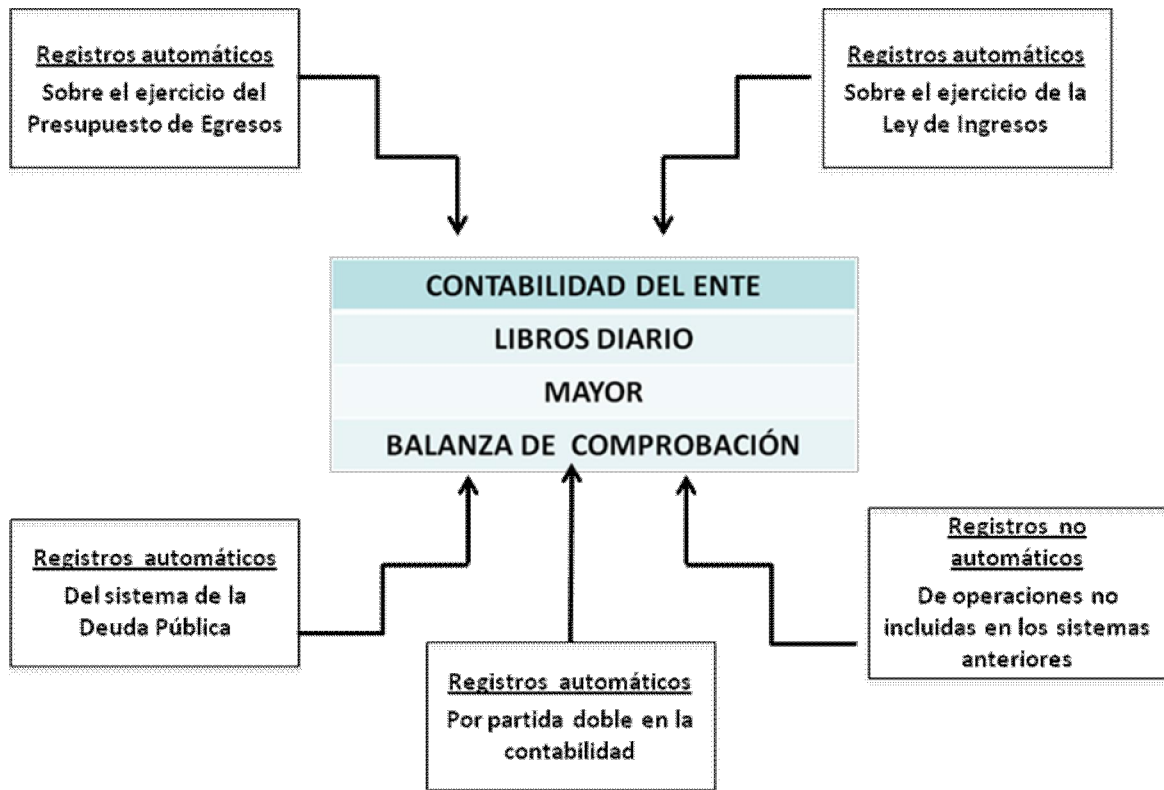 Registros automáticos
Sobre el ejercicio del
Presupuesto de Egresos
Registros automáticos
Sobre el ejercicio de la
Ley de Ingresos
CONTABILIDAD DEL ENTE
LIBROS DIARIO
MAYOR
BALANZA DE COMPROBACIÓN
Registros automáticos
Del sistema de la
Deuda Pública
Registros automáticos
Por partida doble en la
contabilidad
Registros no
automáticos
De operaciones no
incluidas en los sistemas
anteriores